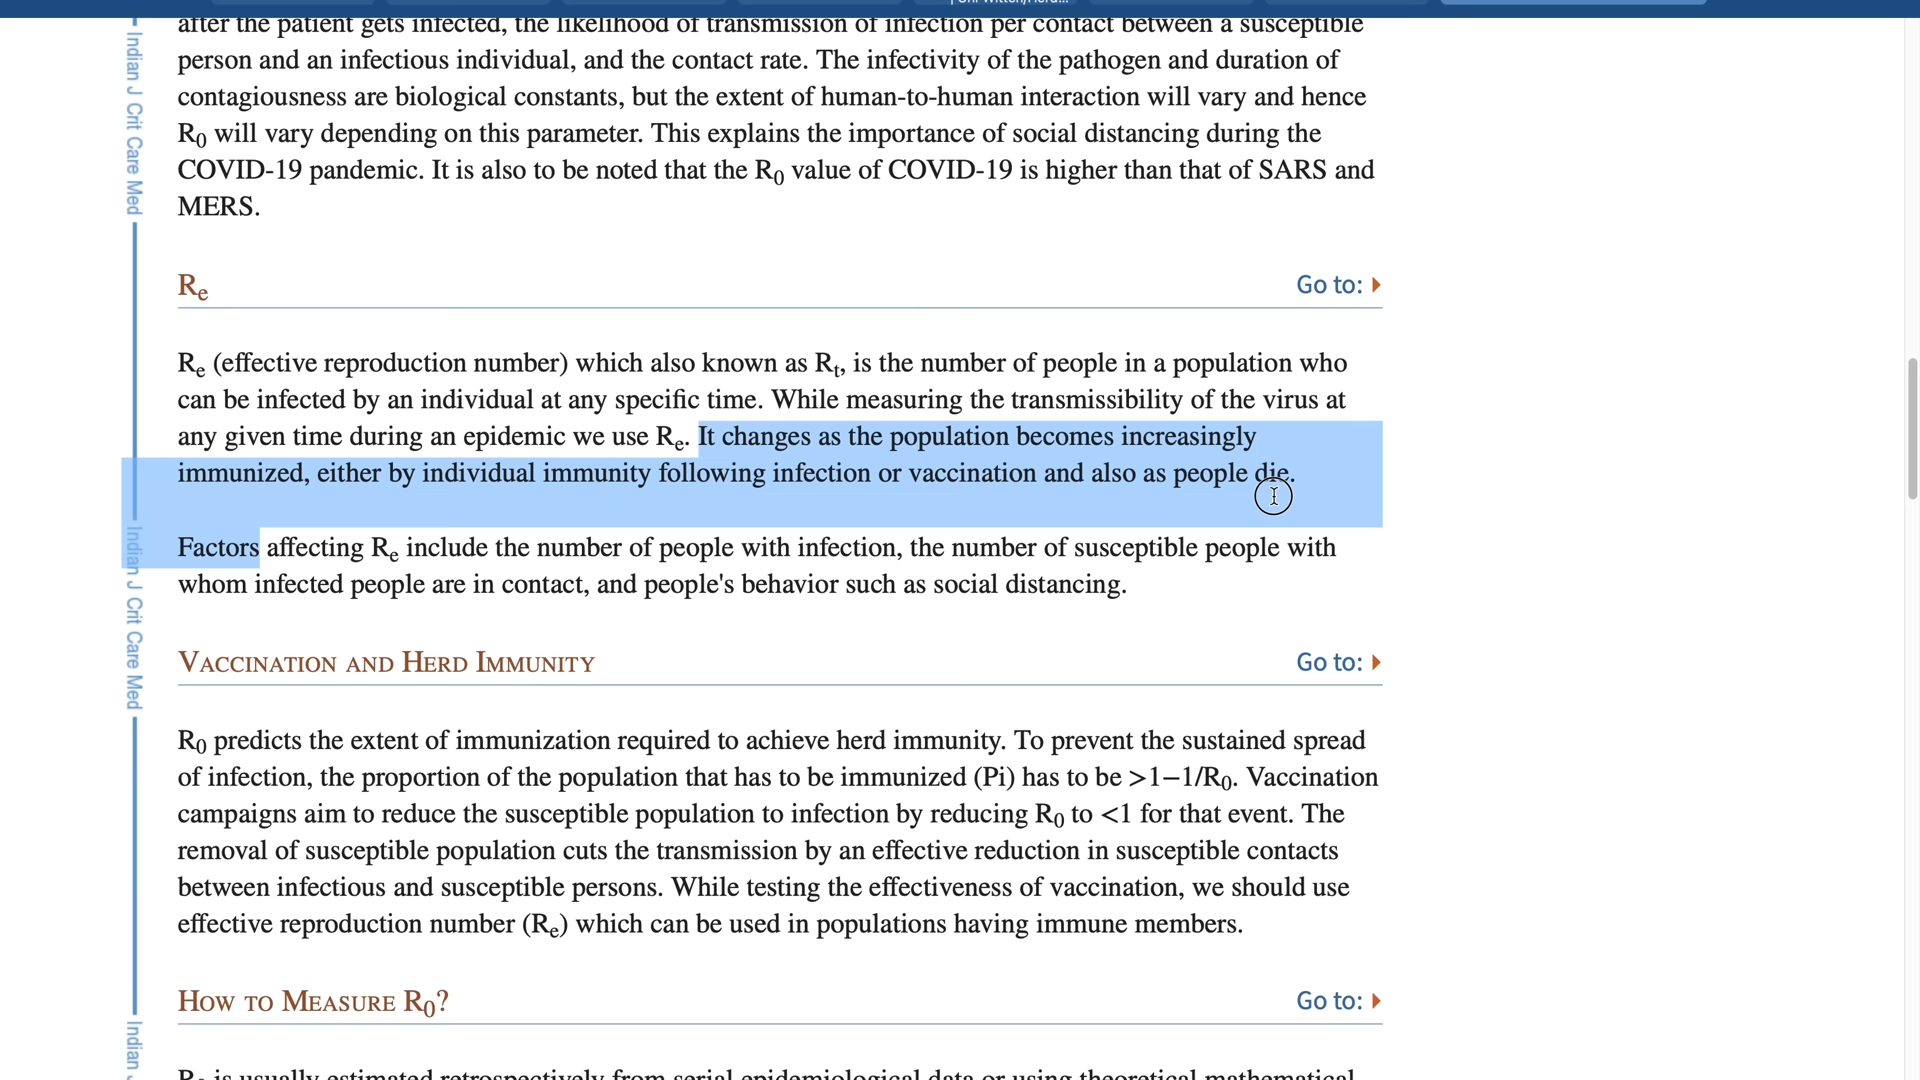 after the patient gets infected, the likelihood of transmission of infection per contact between a susceptible
person and an infectious individual, and the contact rate. The infectivity of the pathogen and duration of
contagiousness are biological constants, but the extent of human-to-human interaction will vary and hence
R0 will vary depending on this parameter. This explains the importance of social distancing during the
COVID-19 pandemic. It is also to be noted that the R0 value of COVID-19 is higher than that of SARS and
MERS.
Re
Go to:
Re (effective reproduction number) which also known as Rt, is the number of people in a population who
can be infected by an individual at any specific time. While measuring the transmissibility of the virus at
any given time during an epidemic we use Re. It changes as the population becomes increasingly
immunized, either by individual immunity following infection or vaccination and also as people die.
Factors affecting Re include the number of people with infection, the number of susceptible people with
whom infected people are in contact, and people's behavior such as social distancing.
Vaccination and Herd Immunity
Go to:
R0 predicts the extent of immunization required to achieve herd immunity. To prevent the sustained spread
of infection, the proportion of the population that has to be immunized (Pi) has to be >1−1/R0. Vaccination
campaigns aim to reduce the susceptible population to infection by reducing R0 to <1 for that event. The
removal of susceptible population cuts the transmission by an effective reduction in susceptible contacts
between infectious and susceptible persons. While testing the effectiveness of vaccination, we should use
effective reproduction number (Re) which can be used in populations having immune members.
How to Measure R0?
Go to:
R0 is usually estimated retrospectively from serial epidemiological data or using theoretical mathematical
Indian J Crit Care Med
Indian J Crit Care Med
Indian J